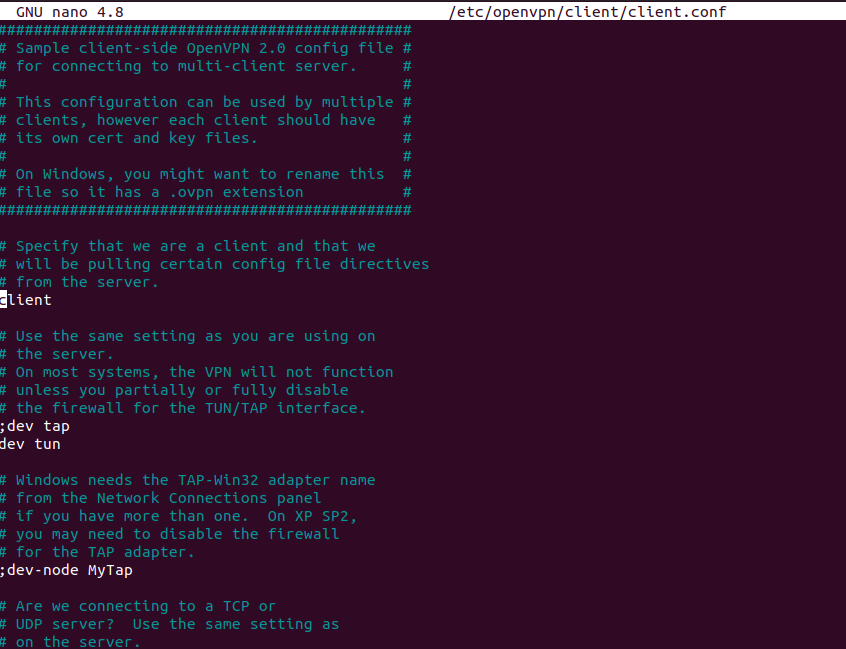 GNU nano 4.8 /etc/openvpn/client/client.conf
##############################################
# Sample client-side OpenVPN 2.0 config file #
# for connecting to multi-client server.     #
#                                            #
# This configuration can be used by multiple #
# clients, however each client should have   #
# its own cert and key files.                #
#                                            #
# On Windows, you might want to rename this  #
# file so it has a .ovpn extension           #
##############################################

# Specify that we are a client and that we
# will be pulling certain config file directives
# from the server.
client

# Use the same setting as you are using on
# the server.
# On most systems, the VPN will not function
# unless you partially or fully disable
# the firewall for the TUN/TAP interface.
;dev tap
dev tun

# Windows needs the TAP-Win32 adapter name
# from the Network Connections panel
# if you have more than one.  On XP SP2,
# you may need to disable the firewall
# for the TAP adapter.
;dev-node MyTap

# Are we connecting to a TCP or
# UDP server?  Use the same setting as
# on the server.